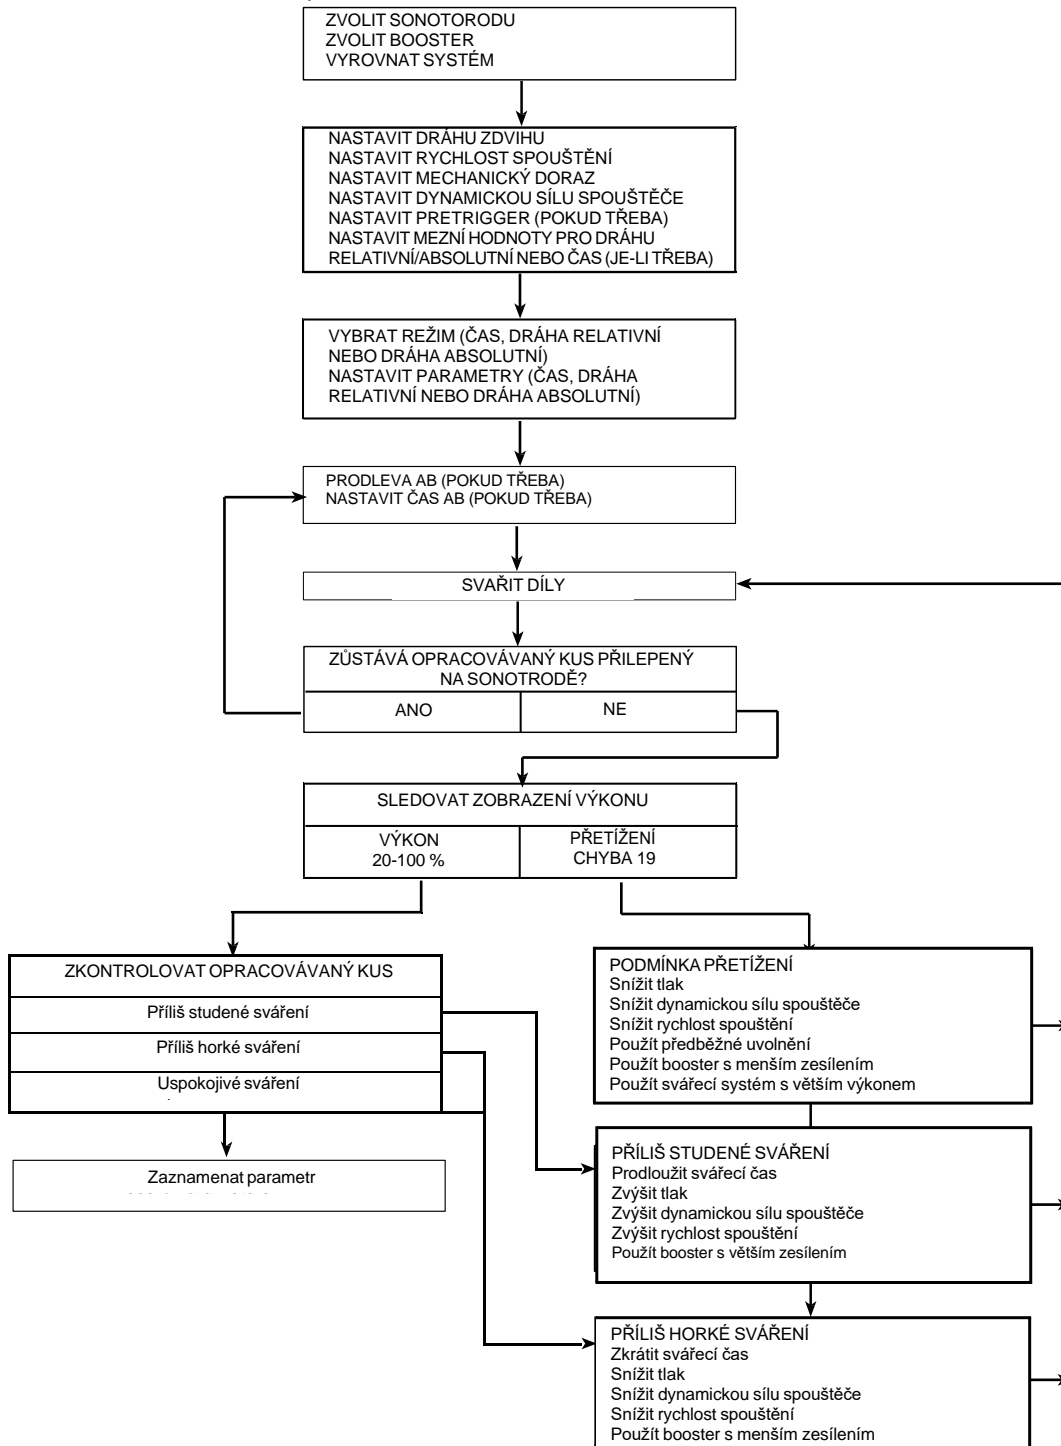 ZVOLIT SONOTORODU
ZVOLIT BOOSTER
VYROVNAT SYSTÉM
NASTAVIT DRÁHU ZDVIHU
NASTAVIT RYCHLOST SPOUŠTĚNÍ
NASTAVIT MECHANICKÝ DORAZ
NASTAVIT DYNAMICKOU SÍLU SPOUŠTĚČE
NASTAVIT PRETRIGGER (POKUD TŘEBA)
NASTAVIT MEZNÍ HODNOTY PRO DRÁHU
RELATIVNÍ/ABSOLUTNÍ NEBO ČAS (JE-LI TŘEBA)
VYBRAT REŽIM (ČAS, DRÁHA RELATIVNÍ
NEBO DRÁHA ABSOLUTNÍ)
NASTAVIT PARAMETRY (ČAS, DRÁHA
RELATIVNÍ NEBO DRÁHA ABSOLUTNÍ)
PRODLEVA AB (POKUD TŘEBA)
NASTAVIT ČAS AB (POKUD TŘEBA)
SVAŘIT DÍLY
ZŮSTÁVÁ OPRACOVÁVANÝ KUS PŘILEPENÝ
NA SONOTRODĚ?
ANO
NE
SLEDOVAT ZOBRAZENÍ VÝKONU
VÝKON
20-100 %
PŘETÍŽENÍ
CHYBA 19
ZKONTROLOVAT OPRACOVÁVANÝ KUS
Příliš studené sváření
Příliš horké sváření
Uspokojivé sváření
Zaznamenat parametr
PODMÍNKA PŘETÍŽENÍ
Snížit tlak
Snížit dynamickou sílu spouštěče
Snížit rychlost spouštění
Použít předběžné uvolnění
Použít booster s menším zesílením
Použít svářecí systém s větším výkonem
PŘÍLIŠ STUDENÉ SVÁŘENÍ
Prodloužit svářecí čas
Zvýšit tlak
Zvýšit dynamickou sílu spouštěče
Zvýšit rychlost spouštění
Použít booster s větším zesílením
PŘÍLIŠ HORKÉ SVÁŘENÍ
Zkrátit svářecí čas
Snížit tlak
Snížit dynamickou sílu spouštěče
Snížit rychlost spouštění
Použít booster s menším zesílením